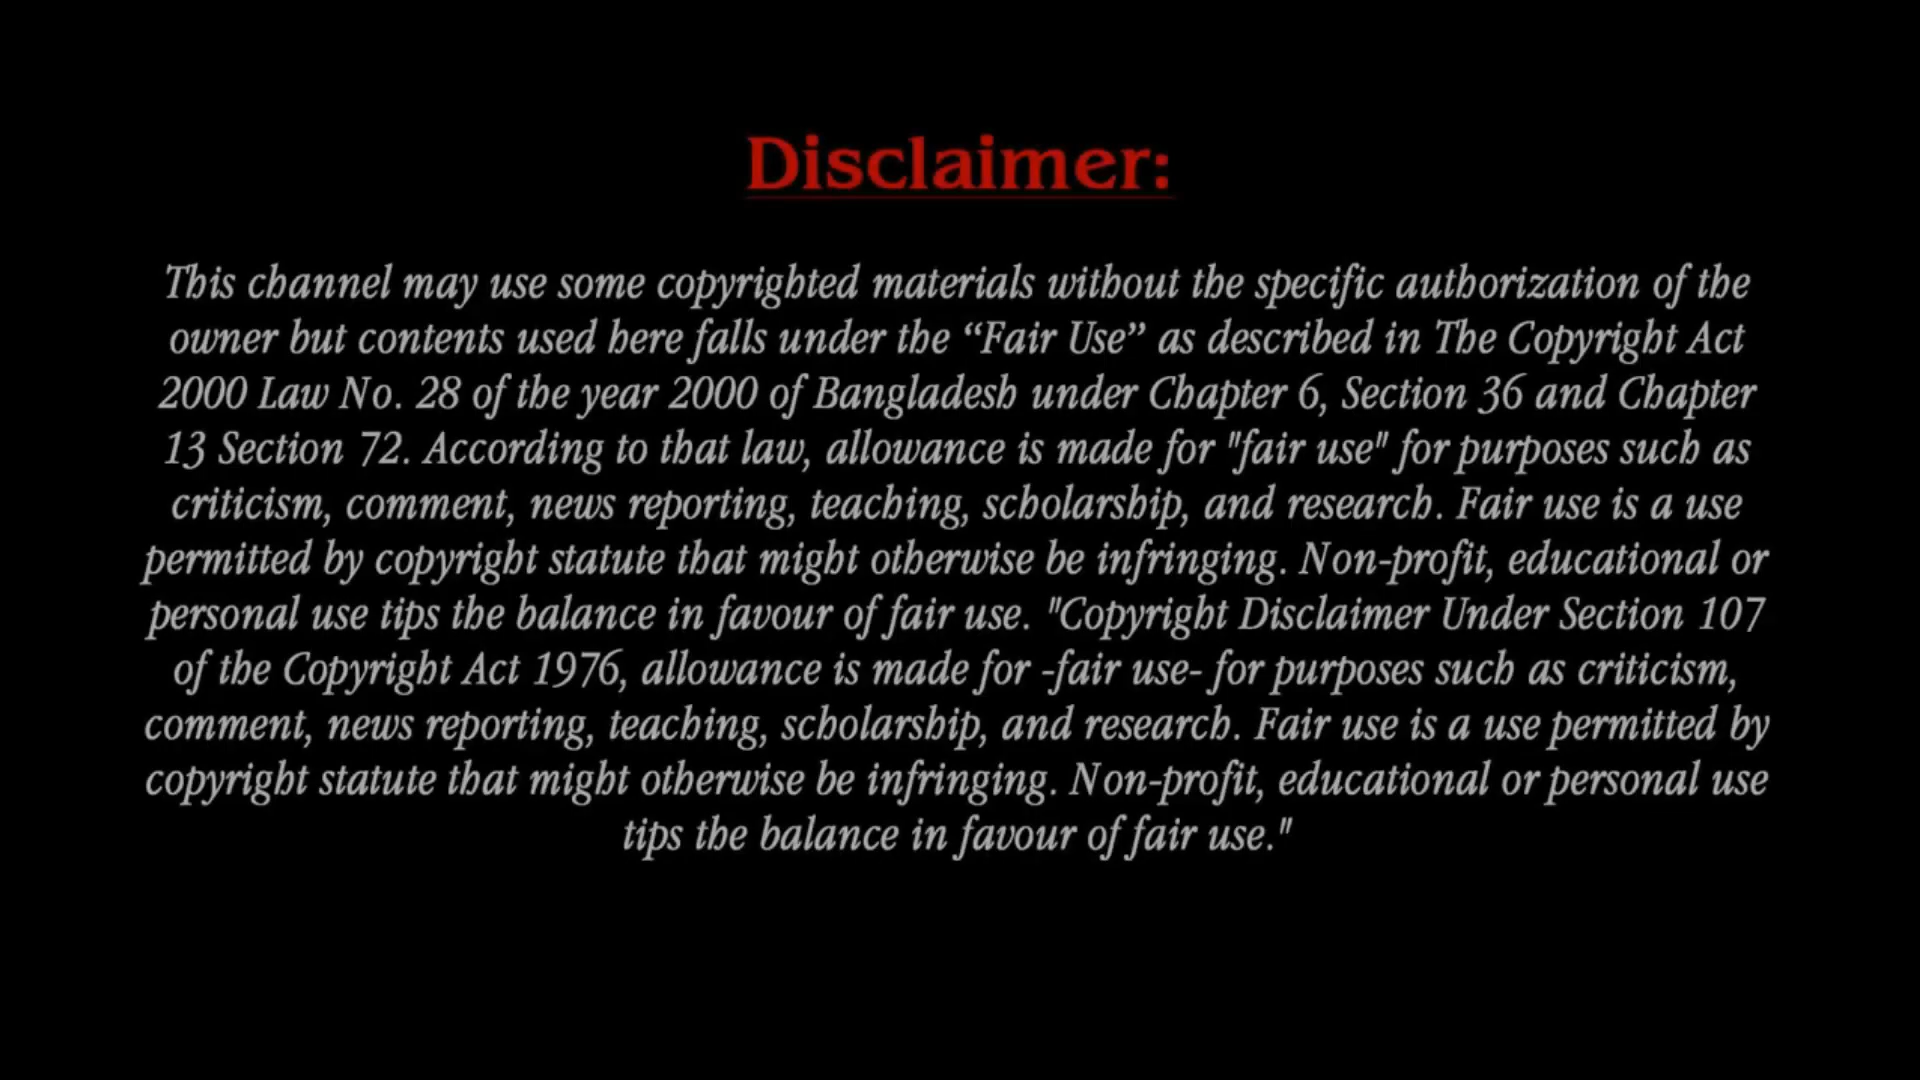 Disclaimer:
This channel may use some copyrighted materials without the specific authorization of the
owner but contents used here falls under the “Fair Use” as described in The Copyright Act
2000 Law No. 28 of the year 2000 of Bangladesh under Chapter 6, Section 36 and Chapter
13 Section 72. According to that law, allowance is made for "fair use" for purposes such as
criticism, comment, news reporting, teaching, scholarship, and research. Fair use is a use
permitted by copyright statute that might otherwise be infringing. Non-profit, educational or
personal use tips the balance in favour of fair use. "Copyright Disclaimer Under Section 107
of the Copyright Act 1976, allowance is made for -fair use- for purposes such as criticism,
comment, news reporting, teaching, scholarship, and research. Fair use is a use permitted by
copyright statute that might otherwise be infringing. Non-profit, educational or personal use
tips the balance in favour of fair use."